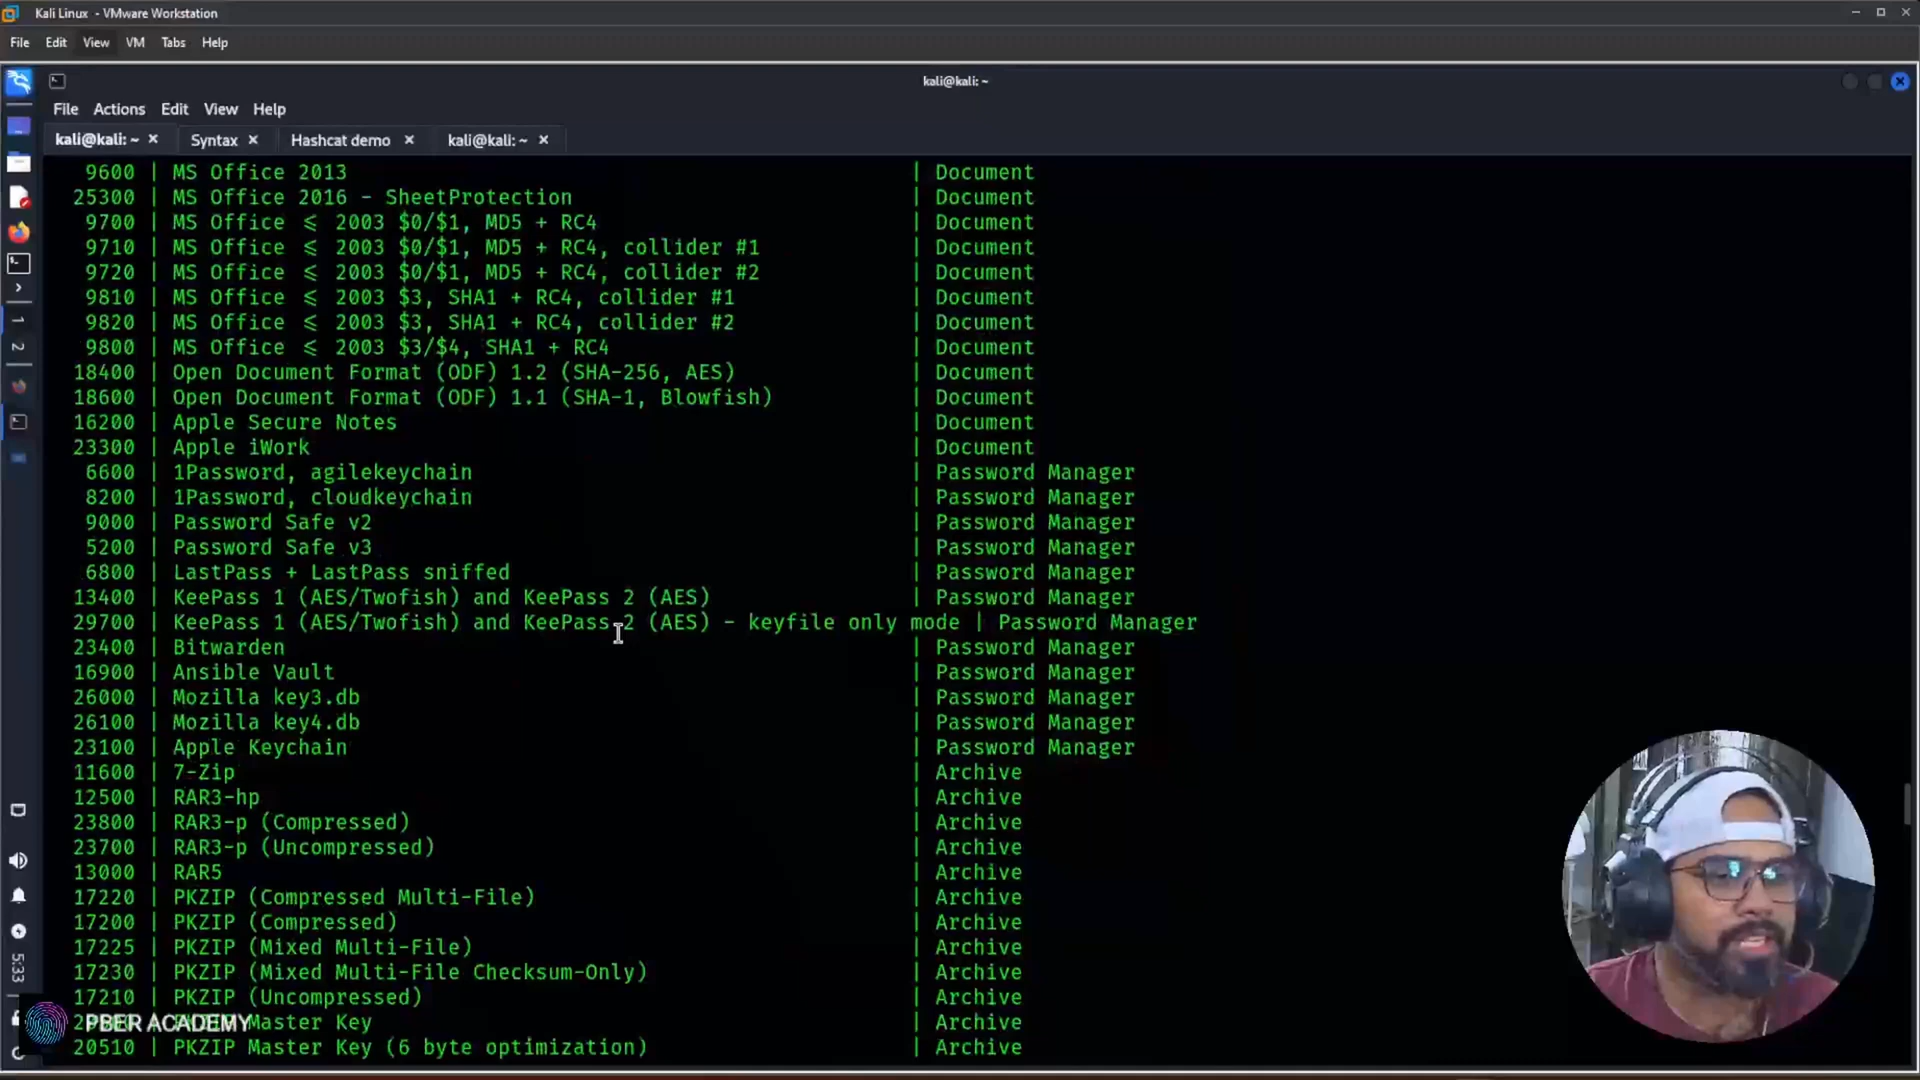 Kali Linux - VMware Workstation
File Edit View VM Tabs Help
kali@kali: ~
File Actions Edit View Help
kali@kali: ~ × Syntax × Hashcat demo × kali@kali: ~ ×
9600 | MS Office 2013 | Document
25300 | MS Office 2016 - SheetProtection | Document
9700 | MS Office ≤ 2003 $0/$1, MD5 + RC4 | Document
9710 | MS Office ≤ 2003 $0/$1, MD5 + RC4, collider #1 | Document
9720 | MS Office ≤ 2003 $0/$1, MD5 + RC4, collider #2 | Document
9810 | MS Office ≤ 2003 $3, SHA1 + RC4, collider #1 | Document
9820 | MS Office ≤ 2003 $3, SHA1 + RC4, collider #2 | Document
9800 | MS Office ≤ 2003 $3/$4, SHA1 + RC4 | Document
18400 | Open Document Format (ODF) 1.2 (SHA-256, AES) | Document
18600 | Open Document Format (ODF) 1.1 (SHA-1, Blowfish) | Document
16200 | Apple Secure Notes | Document
23300 | Apple iWork | Document
6600 | 1Password, agilekeychain | Password Manager
8200 | 1Password, cloudkeychain | Password Manager
9000 | Password Safe v2 | Password Manager
5200 | Password Safe v3 | Password Manager
6800 | LastPass + LastPass sniffed | Password Manager
13400 | KeePass 1 (AES/Twofish) and KeePass 2 (AES) | Password Manager
29700 | KeePass 1 (AES/Twofish) and KeePass 2 (AES) - keyfile only mode | Password Manager
23400 | Bitwarden | Password Manager
16900 | Ansible Vault | Password Manager
26000 | Mozilla key3.db | Password Manager
26100 | Mozilla key4.db | Password Manager
23100 | Apple Keychain | Password Manager
11600 | 7-Zip | Archive
12500 | RAR3-hp | Archive
23800 | RAR3-p (Compressed) | Archive
23700 | RAR3-p (Uncompressed) | Archive
13000 | RAR5 | Archive
17220 | PKZIP (Compressed Multi-File) | Archive
17200 | PKZIP (Compressed) | Archive
17225 | PKZIP (Mixed Multi-File) | Archive
17230 | PKZIP (Mixed Multi-File Checksum-Only) | Archive
17210 | PKZIP (Uncompressed) | Archive
Master Key | Archive
20510 | PKZIP Master Key (6 byte optimization) | Archive
1
2
5:33
PBER ACADEMY